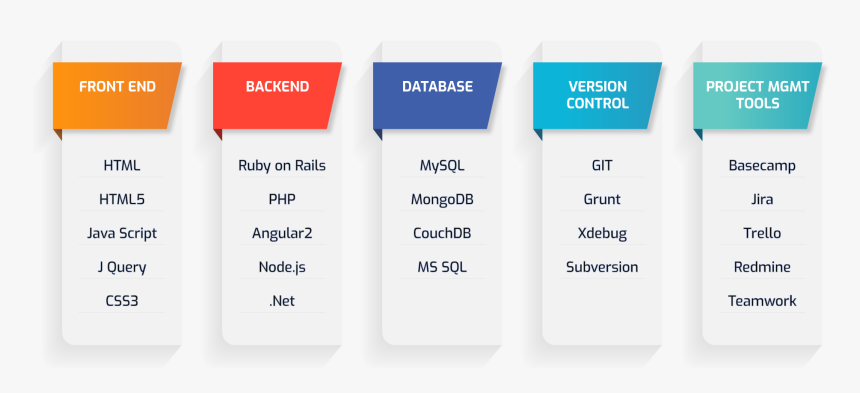 FRONT END
HTML
HTML5
Java Script
J Query
CSS3
BACKEND
Ruby on Rails
PHP
Angular2
Node.js
.Net
DATABASE
MySQL
MongoDB
CouchDB
MS SQL
VERSION
CONTROL
GIT
Grunt
Xdebug
Subversion
PROJECT MGMT
TOOLS
Basecamp
Jira
Trello
Redmine
Teamwork